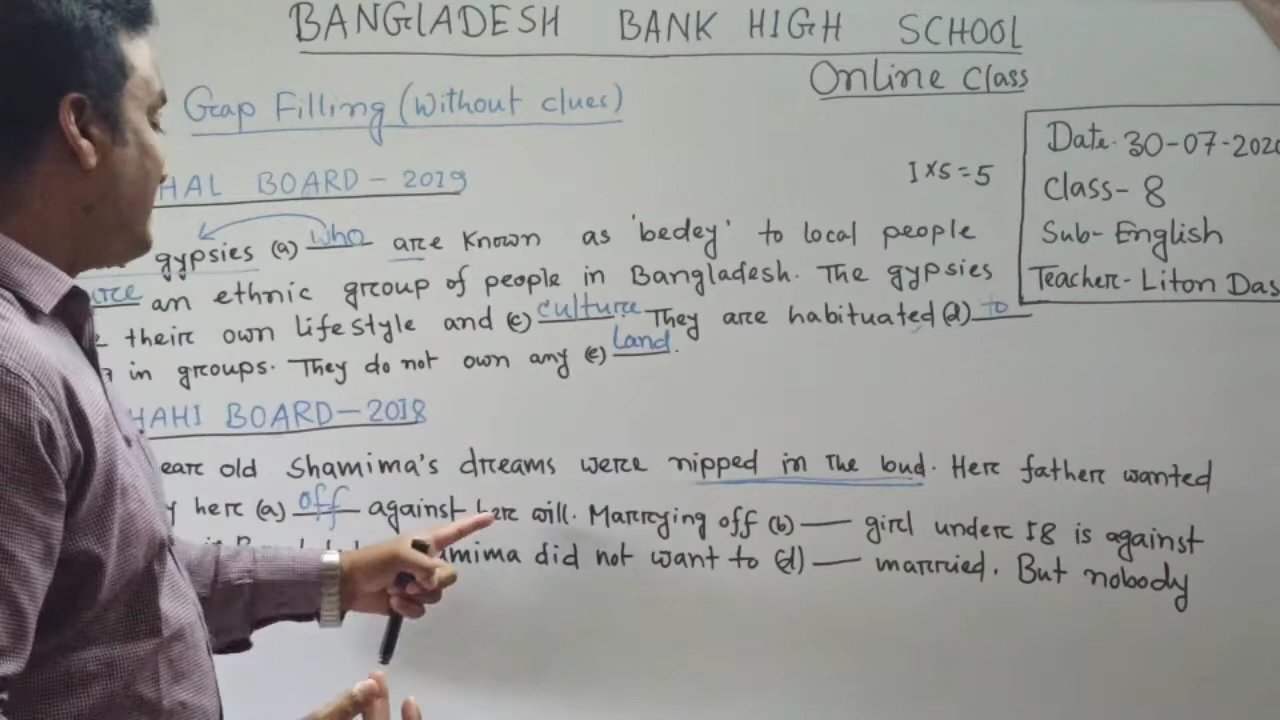 BANGLADESH BANK HIGH SCHOOL
Online Class
Gap Filling (Without clues)
Date- 30-07-2020
Class- 8
Sub- English
Teacher- Liton Das
HAL BOARD - 2019
1×5=5
gypsies (a) who are known as 'bedey' to local people
are an ethnic group of people in Bangladesh. The gypsies
their own lifestyle and (c) culture They are habituated (d) to
in groups. They do not own any (e) Land.
HAHI BOARD - 2018
ear old Shamima's dreams were nipped in the bud. Her father wanted
her (a) off against her will. Marrying off (b) — girl under 18 is against
amima did not want to (d) — married. But nobody